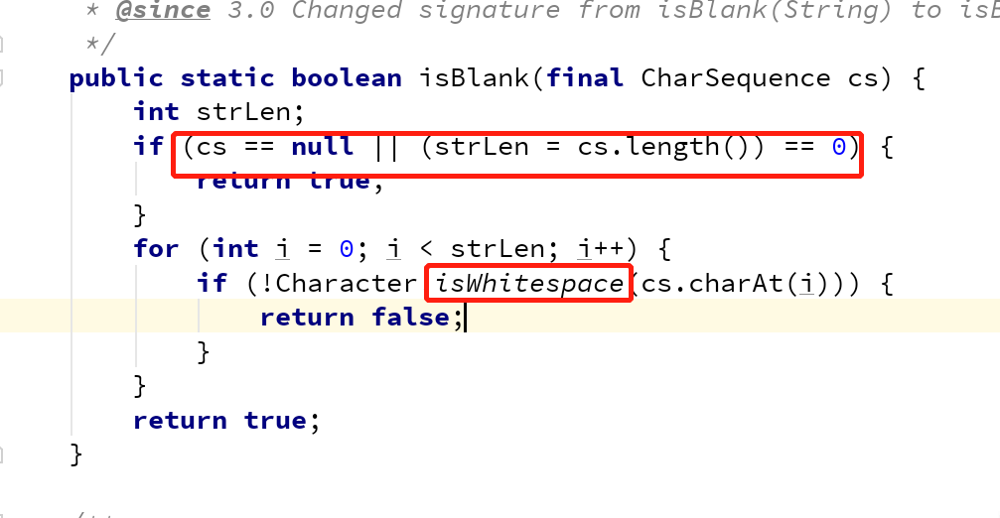 * @since 3.0 Changed signature from isBlank(String) to isB
*/
public static boolean isBlank(final CharSequence cs) {
int strLen;
if (cs == null || (strLen = cs.length()) == 0) {
return true;
}
for (int i = 0; i < strLen; i++) {
if (!Character isWhitespace(cs.charAt(i))) {
return false;
}
}
return true;
}
/**